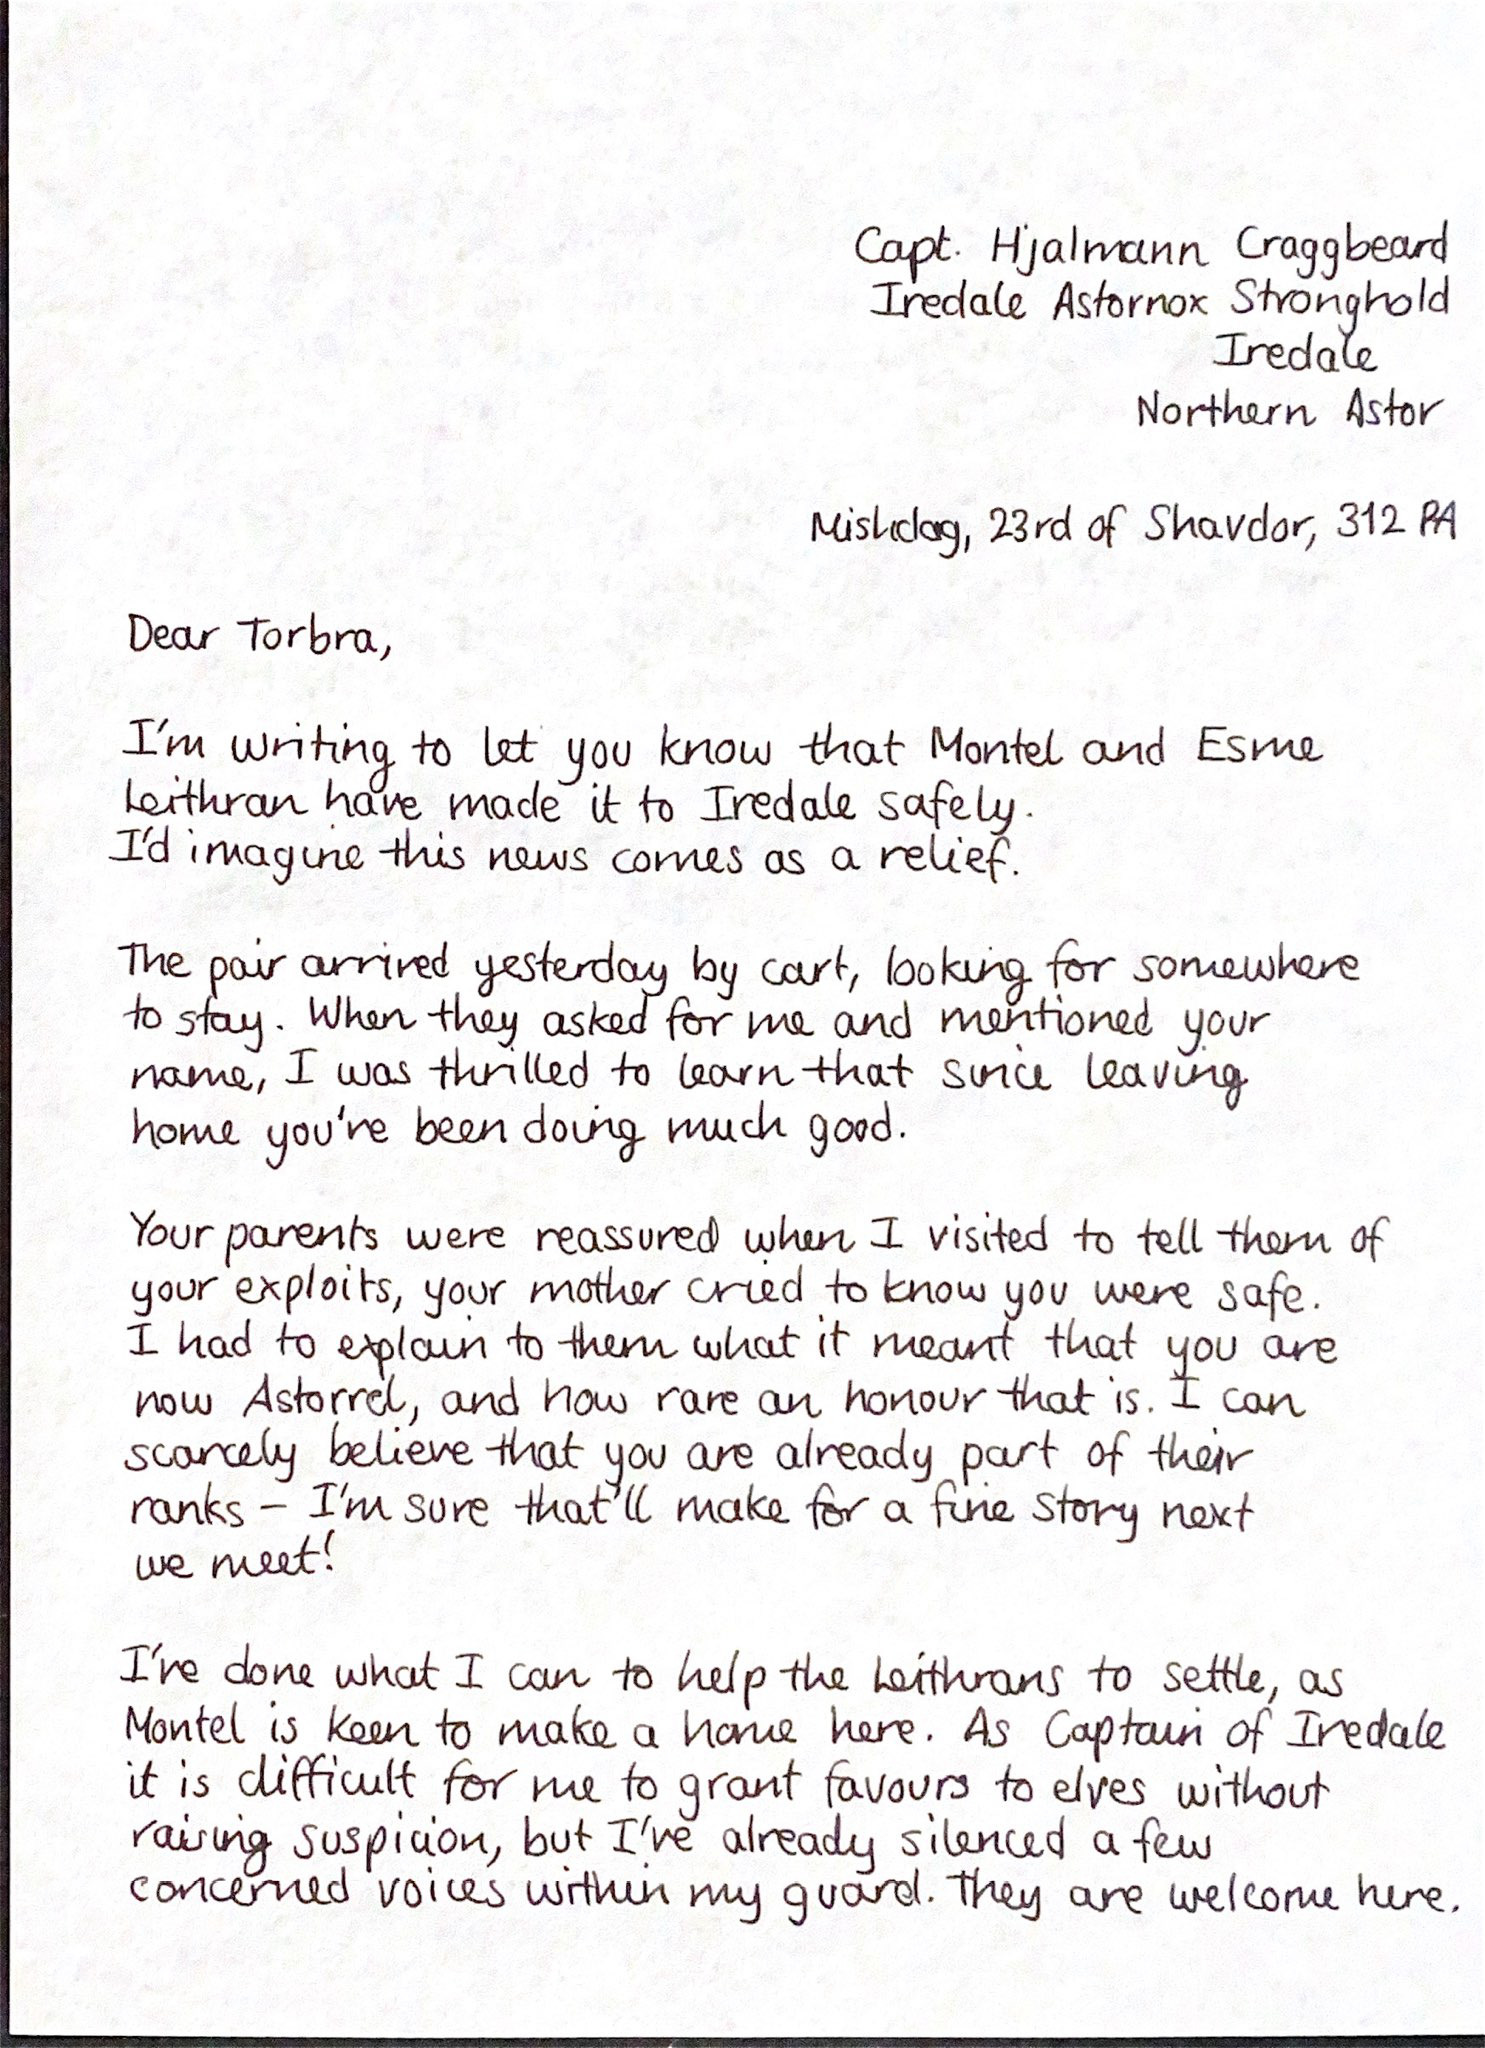 Capt. Hjalmann Craggbeard
Iredale Astornox Stronghold
Iredale
Northern Astor
23rd of Shavdor, 312 PA
Dear Torbra,
I'm writing to let you know that Montel and Esme
Leithran have made it to Iredale safely.
I'd imagine this news comes as a relief.
The pair arrived yesterday by cart, looking for somewhere
to stay. When they asked for me and mentioned your
name, I was thrilled to learn that since leaving
home you've been doing much good.
Your parents were reassured when I visited to tell them of
your exploits, your mother cried to know you were safe.
I had to explain to them what it meant that you are
now Astorrel, and how rare an honour that is. I can
scarcely believe that you are already part of their
ranks – I'm sure that'll make for a fine story next
we meet!
I've done what I can to help the Leithrans to settle, as
Montel is keen to make a home here. As Captain of Iredale
it is difficult for me to grant favours to elves without
raising suspicion, but I've already silenced a few
concerned voices within my guard. They are welcome here.